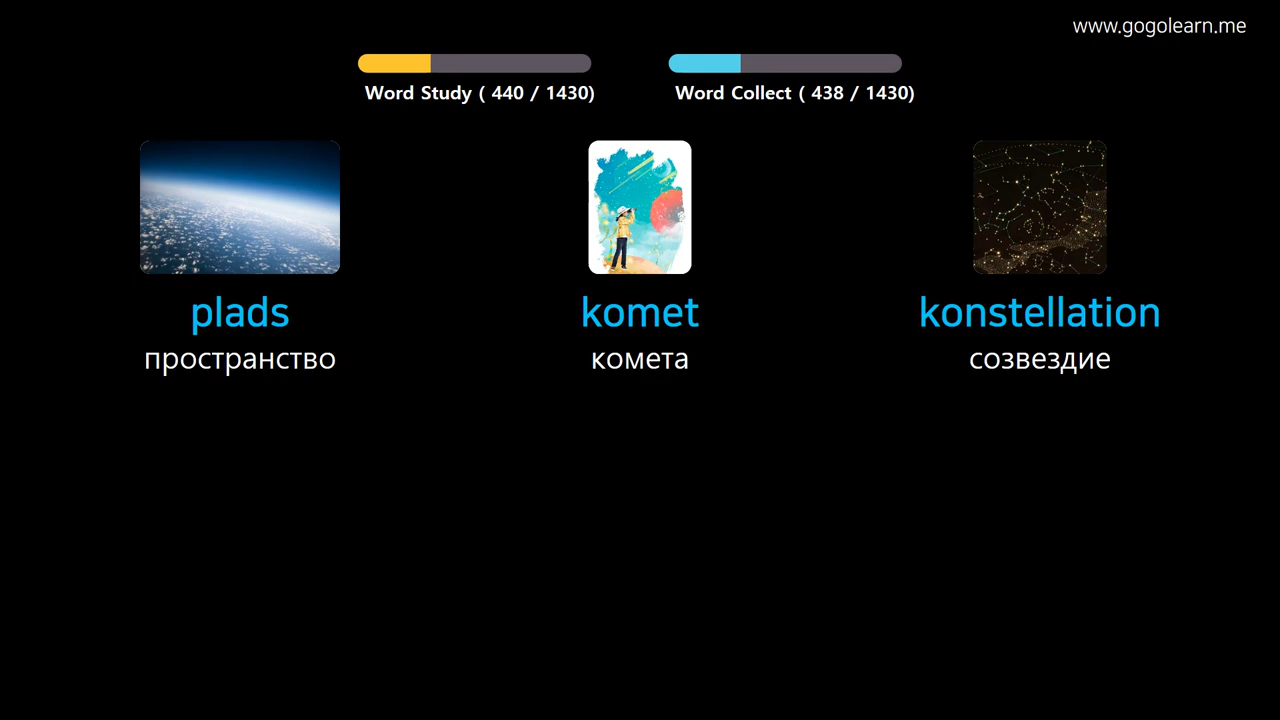 www.gogolearn.me
Word Study ( 440 / 1430)
Word Collect ( 438 / 1430)
plads
komet
konstellation
пространство
комета
созвездие